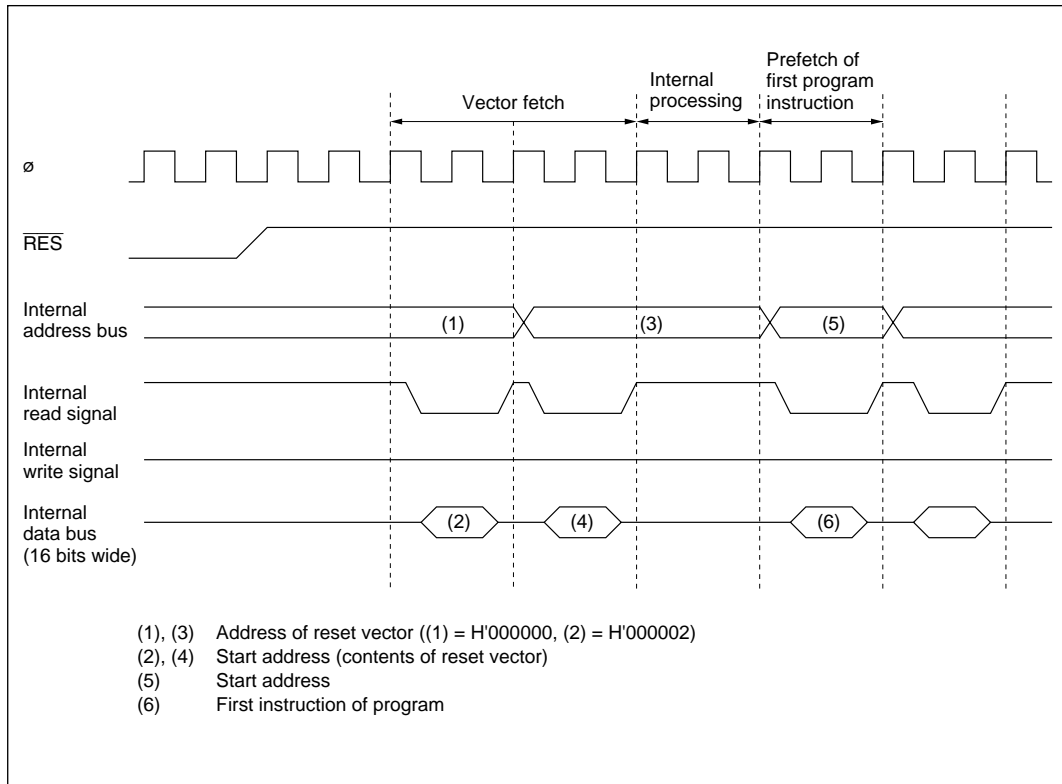 Vector fetch
Internal
processing
Prefetch of
first program
instruction
ø
RES
Internal
address bus
(1)
(3)
(5)
Internal
read signal
Internal
write signal
Internal
data bus
(16 bits wide)
(2)
(4)
(6)
(1), (3) Address of reset vector ((1) = H'000000, (2) = H'000002)
(2), (4) Start address (contents of reset vector)
(5) Start address
(6) First instruction of program